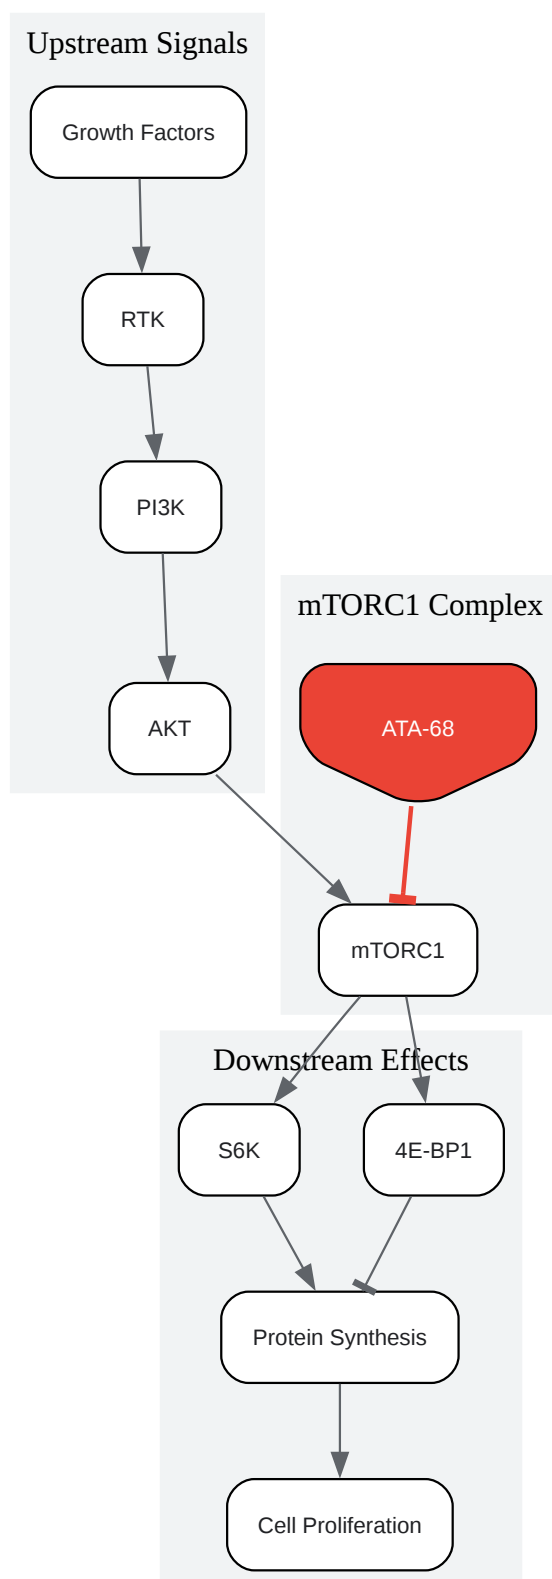 Upstream Signals
Growth Factors
RTK
PI3K
AKT
mTORC1 Complex
ATA-68
mTORC1
Downstream Effects
S6K
4E-BP1
Protein Synthesis
Cell Proliferation